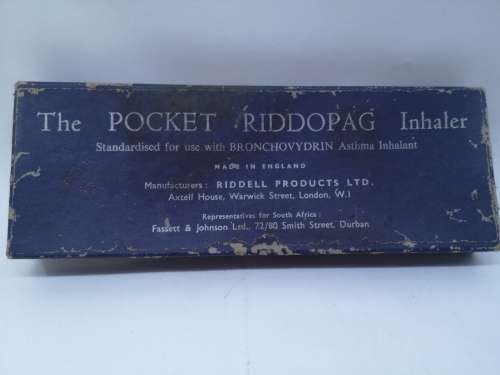 The POCKET RIDDOPAG Inhaler
Standardised for use with BRONCHOVYDRIN Asthma Inhalant
MADE IN ENGLAND
Manufacturers: RIDDELL PRODUCTS LTD.
Axtell House, Warwick Street, London, W.1
Representatives for South Africa:
Fassett & Johnson Ltd., 72/80 Smith Street, Durban